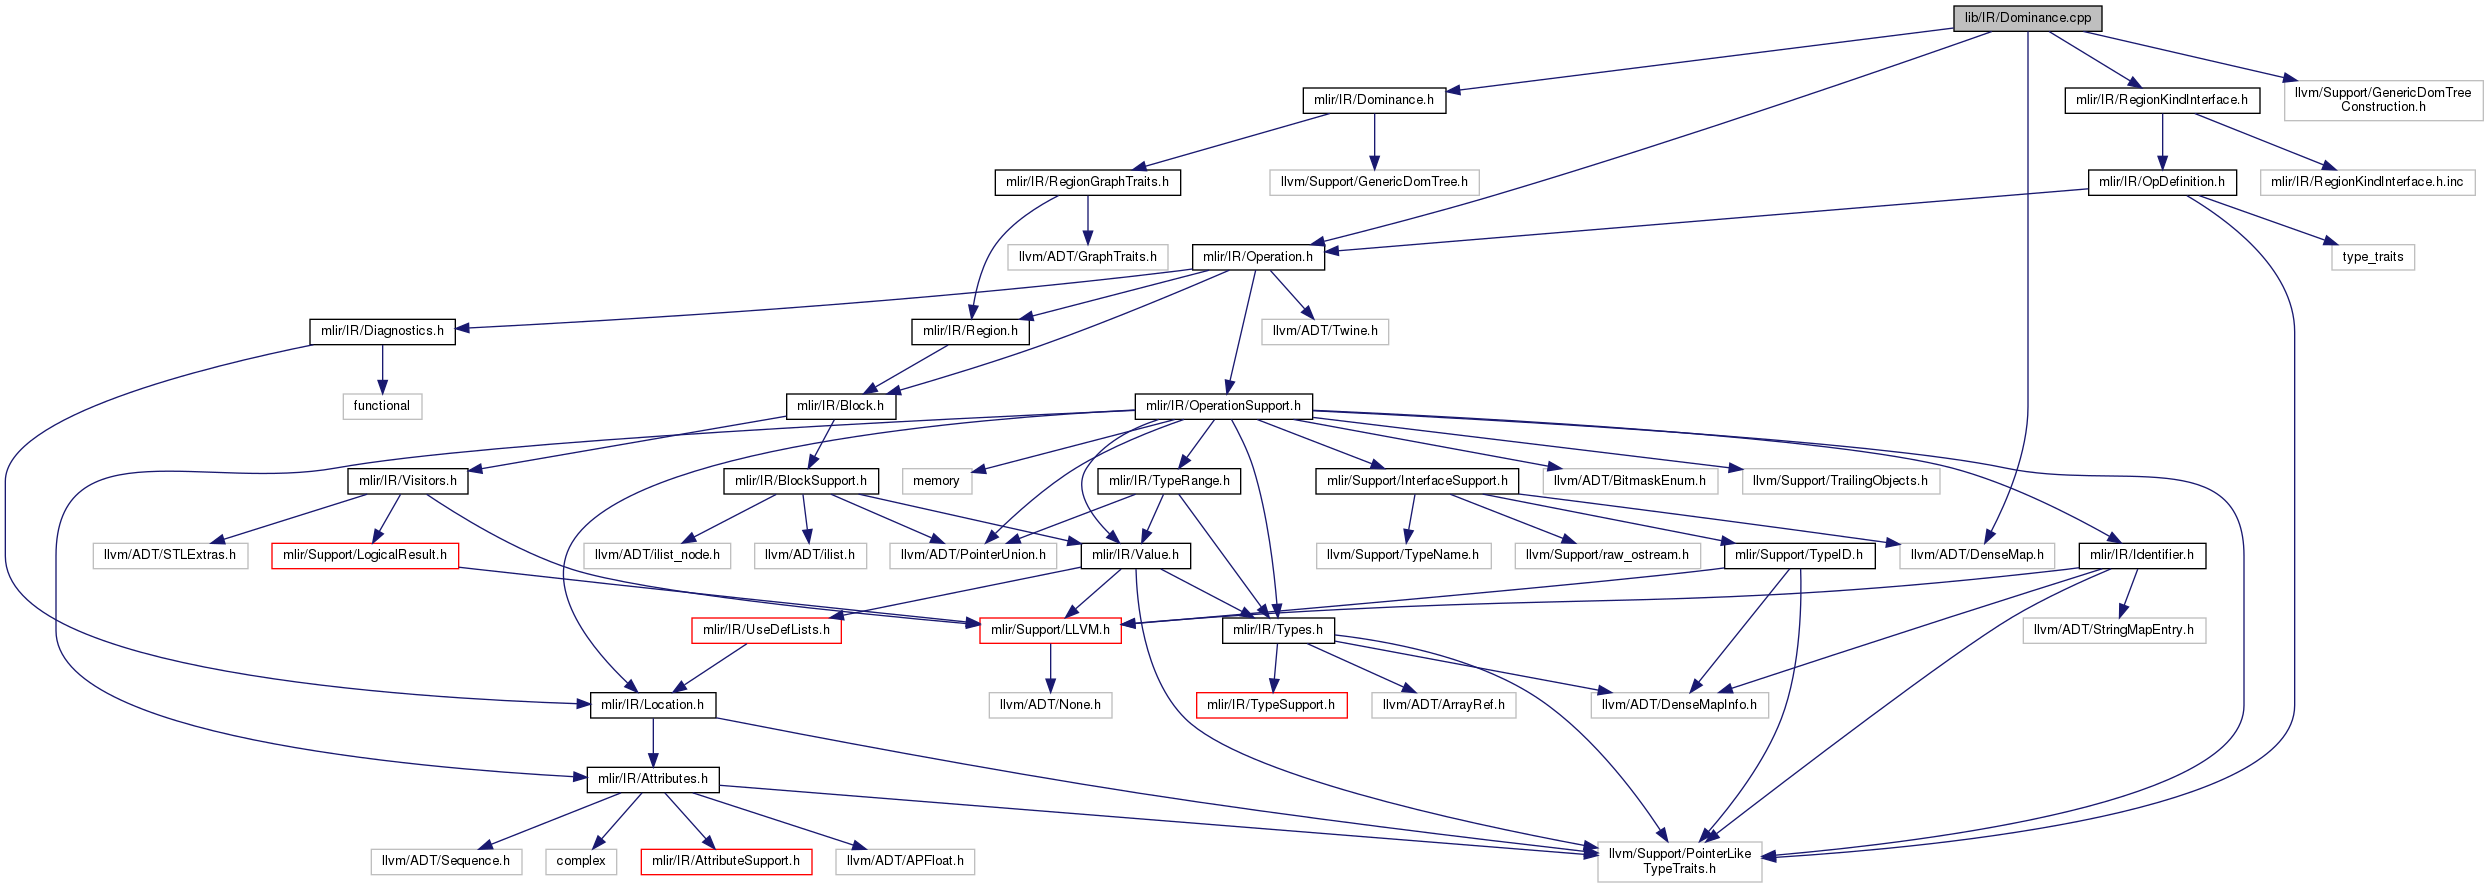 lib/IR/Dominance.cpp
mlir/IR/Dominance.h
mlir/IR/RegionKindInterface.h
llvm/Support/GenericDomTree
Construction.h
mlir/IR/RegionGraphTraits.h
llvm/Support/GenericDomTree.h
mlir/IR/OpDefinition.h
mlir/IR/RegionKindInterface.h.inc
llvm/ADT/GraphTraits.h
mlir/IR/Operation.h
type_traits
mlir/IR/Diagnostics.h
mlir/IR/Region.h
llvm/ADT/Twine.h
functional
mlir/IR/Block.h
mlir/IR/OperationSupport.h
mlir/IR/Visitors.h
mlir/IR/BlockSupport.h
memory
mlir/IR/TypeRange.h
mlir/Support/InterfaceSupport.h
llvm/ADT/BitmaskEnum.h
llvm/Support/TrailingObjects.h
llvm/ADT/STLExtras.h
mlir/Support/LogicalResult.h
llvm/ADT/ilist_node.h
llvm/ADT/ilist.h
llvm/ADT/PointerUnion.h
mlir/IR/Value.h
llvm/Support/TypeName.h
llvm/Support/raw_ostream.h
mlir/Support/TypeID.h
llvm/ADT/DenseMap.h
mlir/IR/Identifier.h
mlir/IR/UseDefLists.h
mlir/Support/LLVM.h
mlir/IR/Types.h
llvm/ADT/StringMapEntry.h
mlir/IR/Location.h
llvm/ADT/None.h
mlir/IR/TypeSupport.h
llvm/ADT/ArrayRef.h
llvm/ADT/DenseMapInfo.h
mlir/IR/Attributes.h
llvm/ADT/Sequence.h
complex
mlir/IR/AttributeSupport.h
llvm/ADT/APFloat.h
llvm/Support/PointerLike
TypeTraits.h